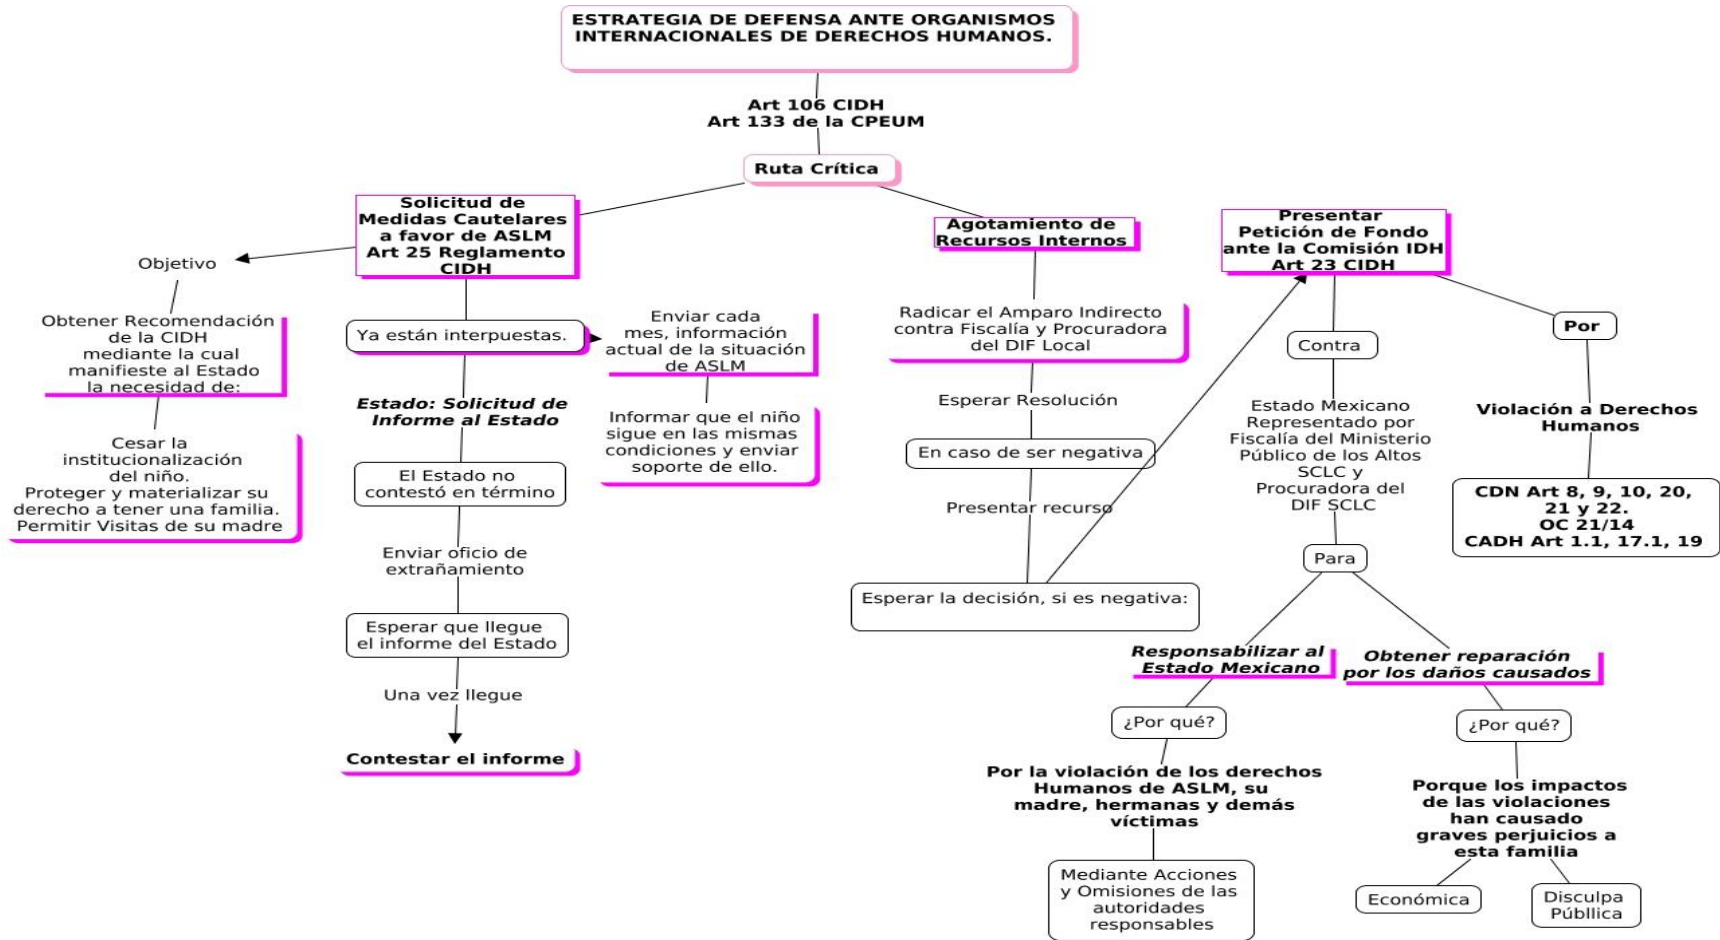 ESTRATEGIA DE DEFENSA ANTE ORGANISMOS
INTERNACIONALES DE DERECHOS HUMANOS.
Art 106 CIDH
Art 133 de la CPEUM
Ruta Crítica
Solicitud de
Medidas Cautelares
a favor de ASLM
Art 25 Reglamento
CIDH
Objetivo
Obtener Recomendación
de la CIDH
mediante la cual
manifieste al Estado
la necesidad de:
Cesar la
institucionalización
del niño.
Proteger y materializar su
derecho a tener una familia.
Permitir Visitas de su madre
Ya están interpuestas.
Enviar cada
mes, información
actual de la situación
de ASLM
Informar que el niño
sigue en las mismas
condiciones y enviar
soporte de ello.
Estado: Solicitud de
Informe al Estado
El Estado no
contestó en término
Enviar oficio de
extrañamiento
Esperar que llegue
el informe del Estado
Una vez llegue
Contestar el informe
Agotamiento de
Recursos Internos
Radicar el Amparo Indirecto
contra Fiscalía y Procuradora
del DIF Local
Esperar Resolución
En caso de ser negativa
Presentar recurso
Esperar la decisión, si es negativa:
Presentar
Petición de Fondo
ante la Comisión IDH
Art 23 CIDH
Contra
Estado Mexicano
Representado por
Fiscalía del Ministerio
Público de los Altos
SCLC y
Procuradora del
DIF SCLC
Para
Responsabilizar al
Estado Mexicano
¿Por qué?
Por la violación de los derechos
Humanos de ASLM, su
madre, hermanas y demás
víctimas
Mediante Acciones
y Omisiones de las
autoridades
responsables
Obtener reparación
por los daños causados
¿Por qué?
Porque los impactos
de las violaciones
han causado
graves perjuicios a
esta familia
Económica
Disculpa
Públlica
Por
Violación a Derechos
Humanos
CDN Art 8, 9, 10, 20,
21 y 22.
OC 21/14
CADH Art 1.1, 17.1, 19